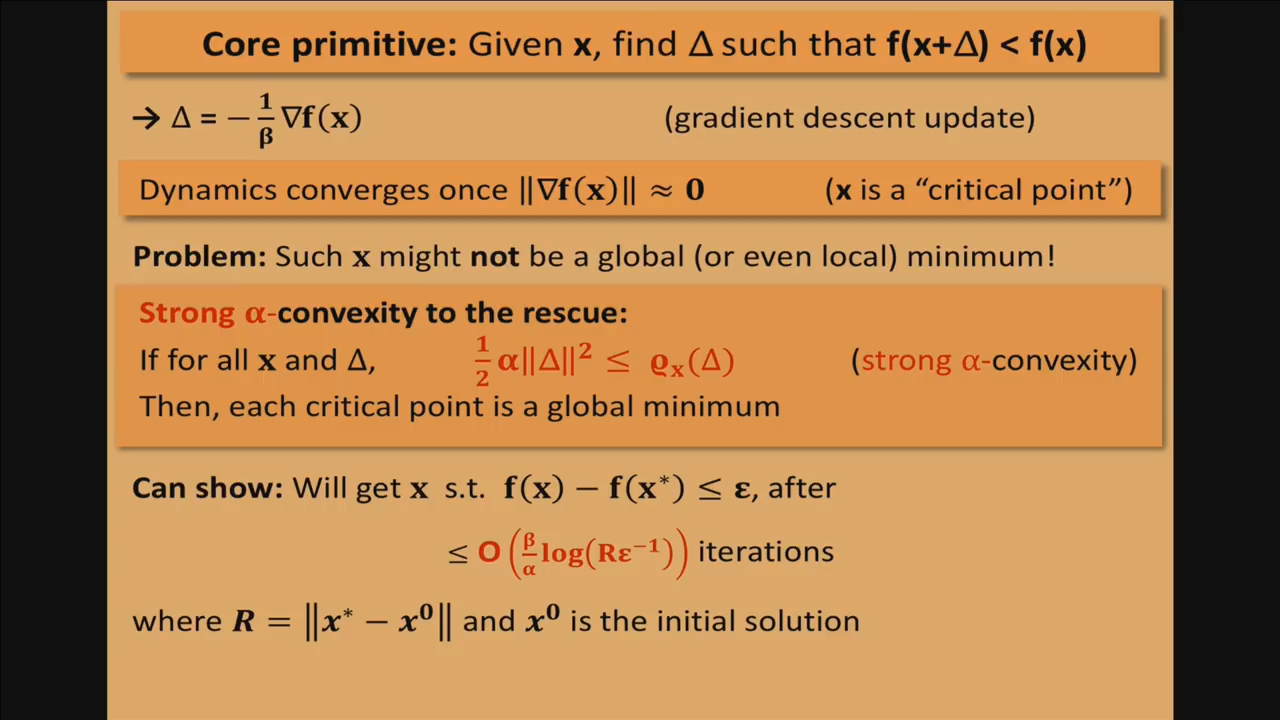 Core primitive: Given x, find Δ such that f(x+Δ) < f(x)
→ Δ = −1/β ∇f(x) (gradient descent update)
Dynamics converges once ||∇f(x)|| ≈ 0 (x is a “critical point”)
Problem: Such x might not be a global (or even local) minimum!
Strong α-convexity to the rescue:
If for all x and Δ, 1/2 α||Δ||² ≤ ϱₓ(Δ) (strong α-convexity)
Then, each critical point is a global minimum
Can show: Will get x s.t. f(x) − f(x*) ≤ ε, after
≤ O(β/α log(Rε⁻¹)) iterations
where R = ||x* − x⁰|| and x⁰ is the initial solution